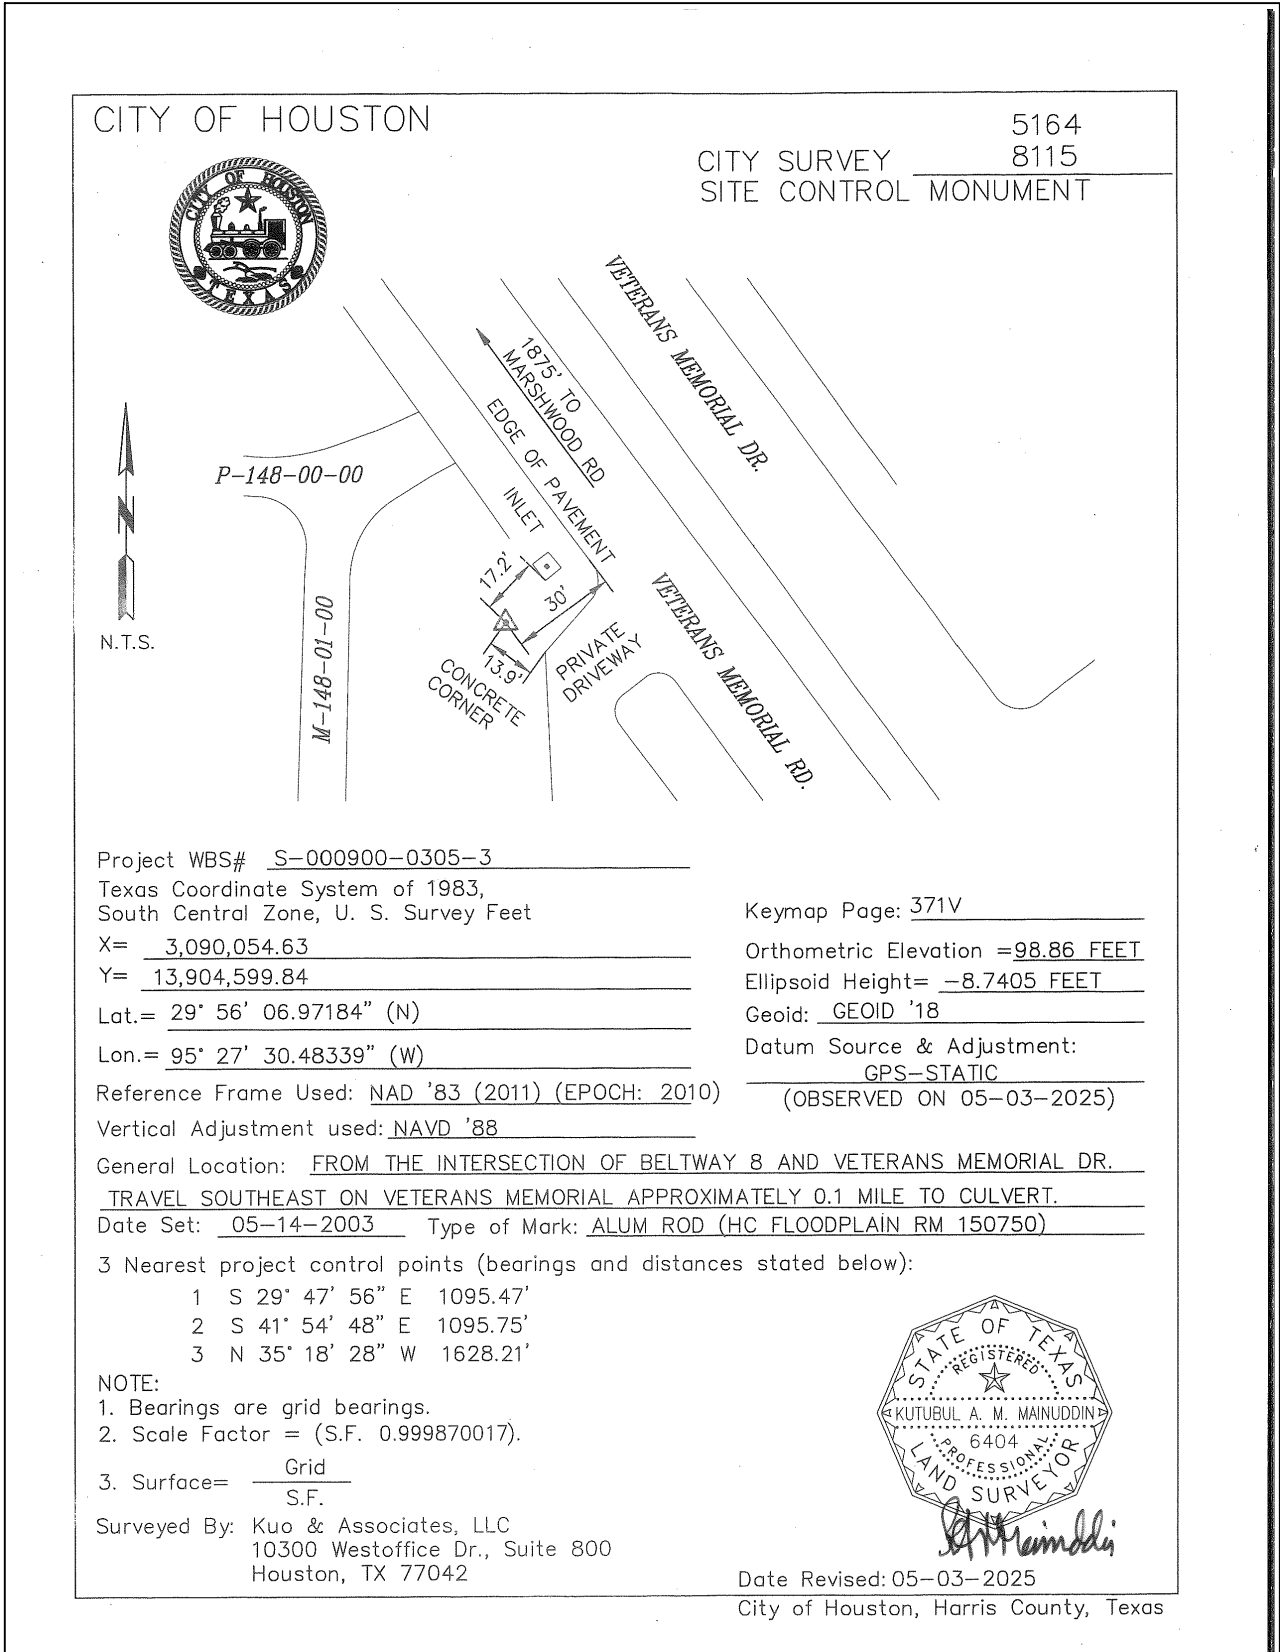 CITY OF HOUSTON
5164
CITY SURVEY 8115
SITE CONTROL MONUMENT
CITY OF HOUSTON
TEXAS
VETERANS MEMORIAL DR.
1875' TO
MARSHWOOD RD
EDGE OF PAVEMENT
P-148-00-00
INLET
N
17.2'
30'
VETERANS MEMORIAL RD.
M-148-01-00
N.T.S.
PRIVATE
DRIVEWAY
13.9'
CONCRETE
CORNER
Project WBS# S-000900-0305-3
Texas Coordinate System of 1983,
South Central Zone, U. S. Survey Feet
X= 3,090,054.63
Y= 13,904,599.84
Lat.= 29° 56' 06.97184" (N)
Lon.= 95° 27' 30.48339" (W)
Reference Frame Used: NAD '83 (2011) (EPOCH: 2010)
Vertical Adjustment used: NAVD '88
Keymap Page: 371V
Orthometric Elevation =98.86 FEET
Ellipsoid Height= -8.7405 FEET
Geoid: GEOID '18
Datum Source & Adjustment:
GPS-STATIC
(OBSERVED ON 05-03-2025)
General Location: FROM THE INTERSECTION OF BELTWAY 8 AND VETERANS MEMORIAL DR.
TRAVEL SOUTHEAST ON VETERANS MEMORIAL APPROXIMATELY 0.1 MILE TO CULVERT.
Date Set: 05-14-2003 Type of Mark: ALUM ROD (HC FLOODPLAIN RM 150750)
3 Nearest project control points (bearings and distances stated below):
1 S 29° 47' 56" E 1095.47'
2 S 41° 54' 48" E 1095.75'
3 N 35° 18' 28" W 1628.21'
NOTE:
1. Bearings are grid bearings.
2. Scale Factor = (S.F. 0.999870017).
3. Surface= Grid
S.F.
Surveyed By: Kuo & Associates, LLC
10300 Westoffice Dr., Suite 800
Houston, TX 77042
STATE OF TEXAS
REGISTERED
KUTUBUL A. M. MAINUDDIN
6404
PROFESSIONAL
LAND SURVEYOR
Date Revised: 05-03-2025
City of Houston, Harris County, Texas